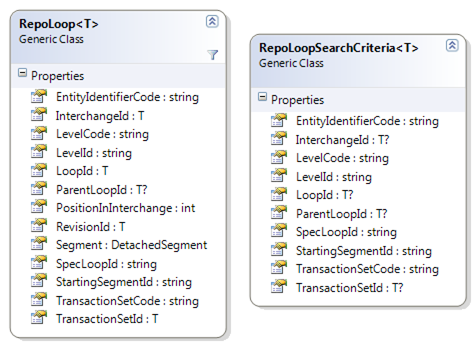 RepoLoop<T>
Generic Class
Properties
EntityIdentifierCode : string
InterchangeId : T
LevelCode : string
LevelId : string
LoopId : T
ParentLoopId : T?
PositionInInterchange : int
RevisionId : T
Segment : DetachedSegment
SpecLoopId : string
StartingSegmentId : string
TransactionSetCode : string
TransactionSetId : T
RepoLoopSearchCriteria<T>
Generic Class
Properties
EntityIdentifierCode : string
InterchangeId : T?
LevelCode : string
LevelId : string
LoopId : T?
ParentLoopId : T?
SpecLoopId : string
StartingSegmentId : string
TransactionSetCode : string
TransactionSetId : T?